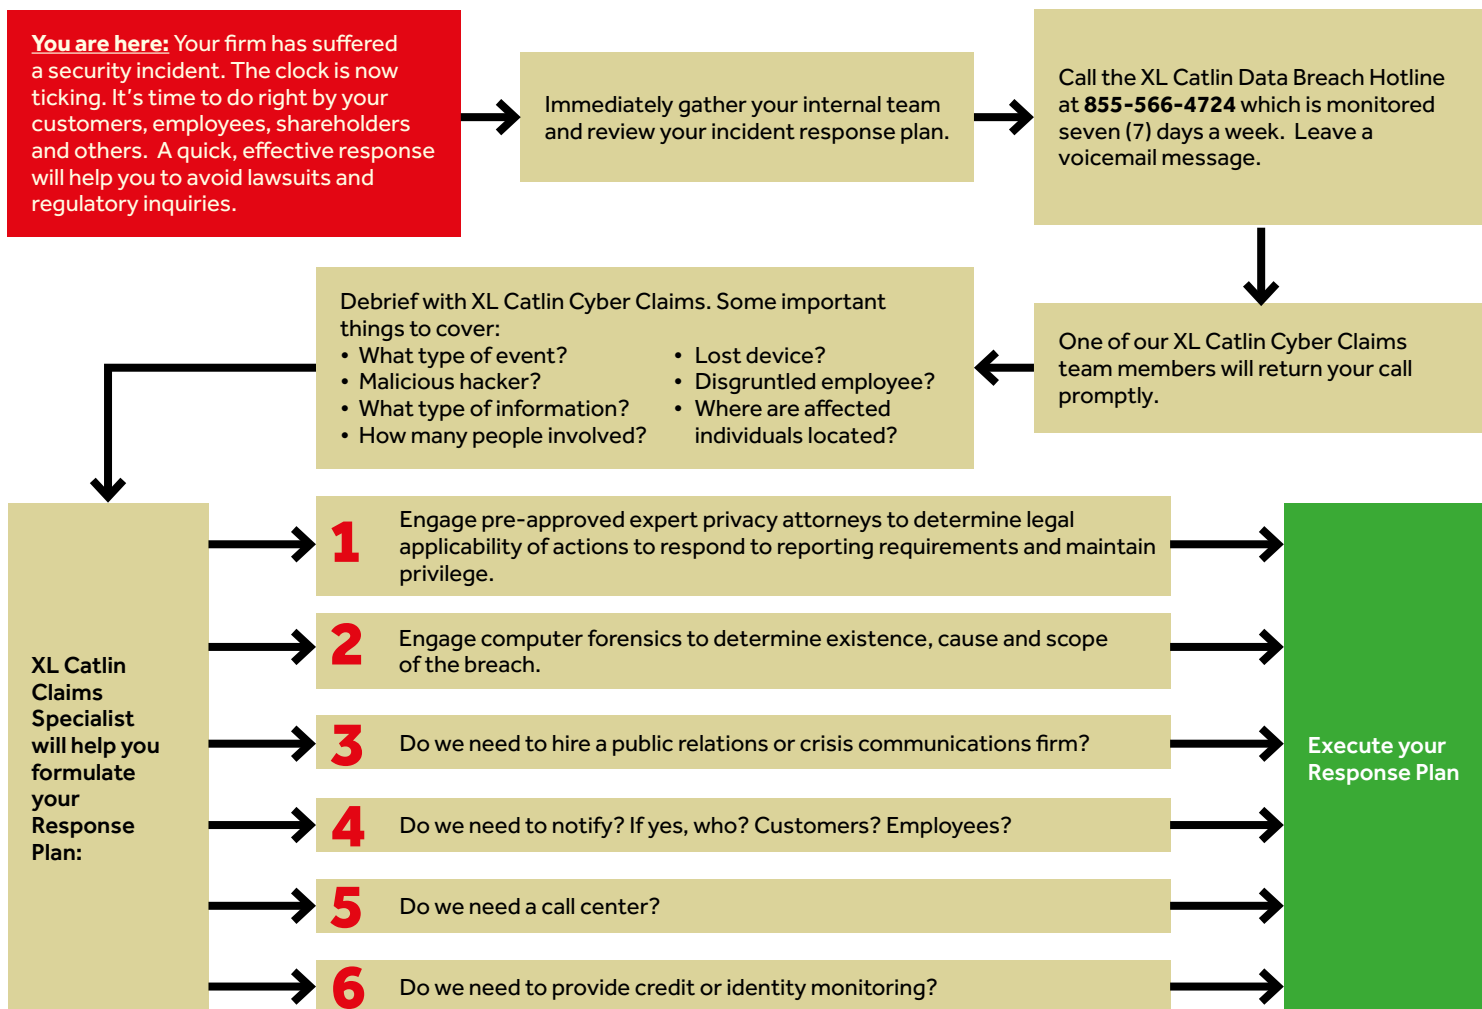 You are here: Your firm has suffered
a security incident. The clock is now
ticking. It's time to do right by your
customers, employees, shareholders
and others.  A quick, effective response
will help you to avoid lawsuits and
regulatory inquiries.
Immediately gather your internal team
and review your incident response plan.
Call the XL Catlin Data Breach Hotline
at 855-566-4724 which is monitored
seven (7) days a week.  Leave a
voicemail message.
One of our XL Catlin Cyber Claims
team members will return your call
promptly.
Debrief with XL Catlin Cyber Claims. Some important
things to cover:
• What type of event?
• Malicious hacker?
• What type of information?
• How many people involved?
• Lost device?
• Disgruntled employee?
• Where are affected
individuals located?
XL Catlin
Claims
Specialist
will help you
formulate
your
Response
Plan:
1
Engage pre-approved expert privacy attorneys to determine legal
applicability of actions to respond to reporting requirements and maintain
privilege.
2
Engage computer forensics to determine existence, cause and scope
of the breach.
3
Do we need to hire a public relations or crisis communications firm?
4
Do we need to notify? If yes, who? Customers? Employees?
5
Do we need a call center?
6
Do we need to provide credit or identity monitoring?
Execute your
Response Plan